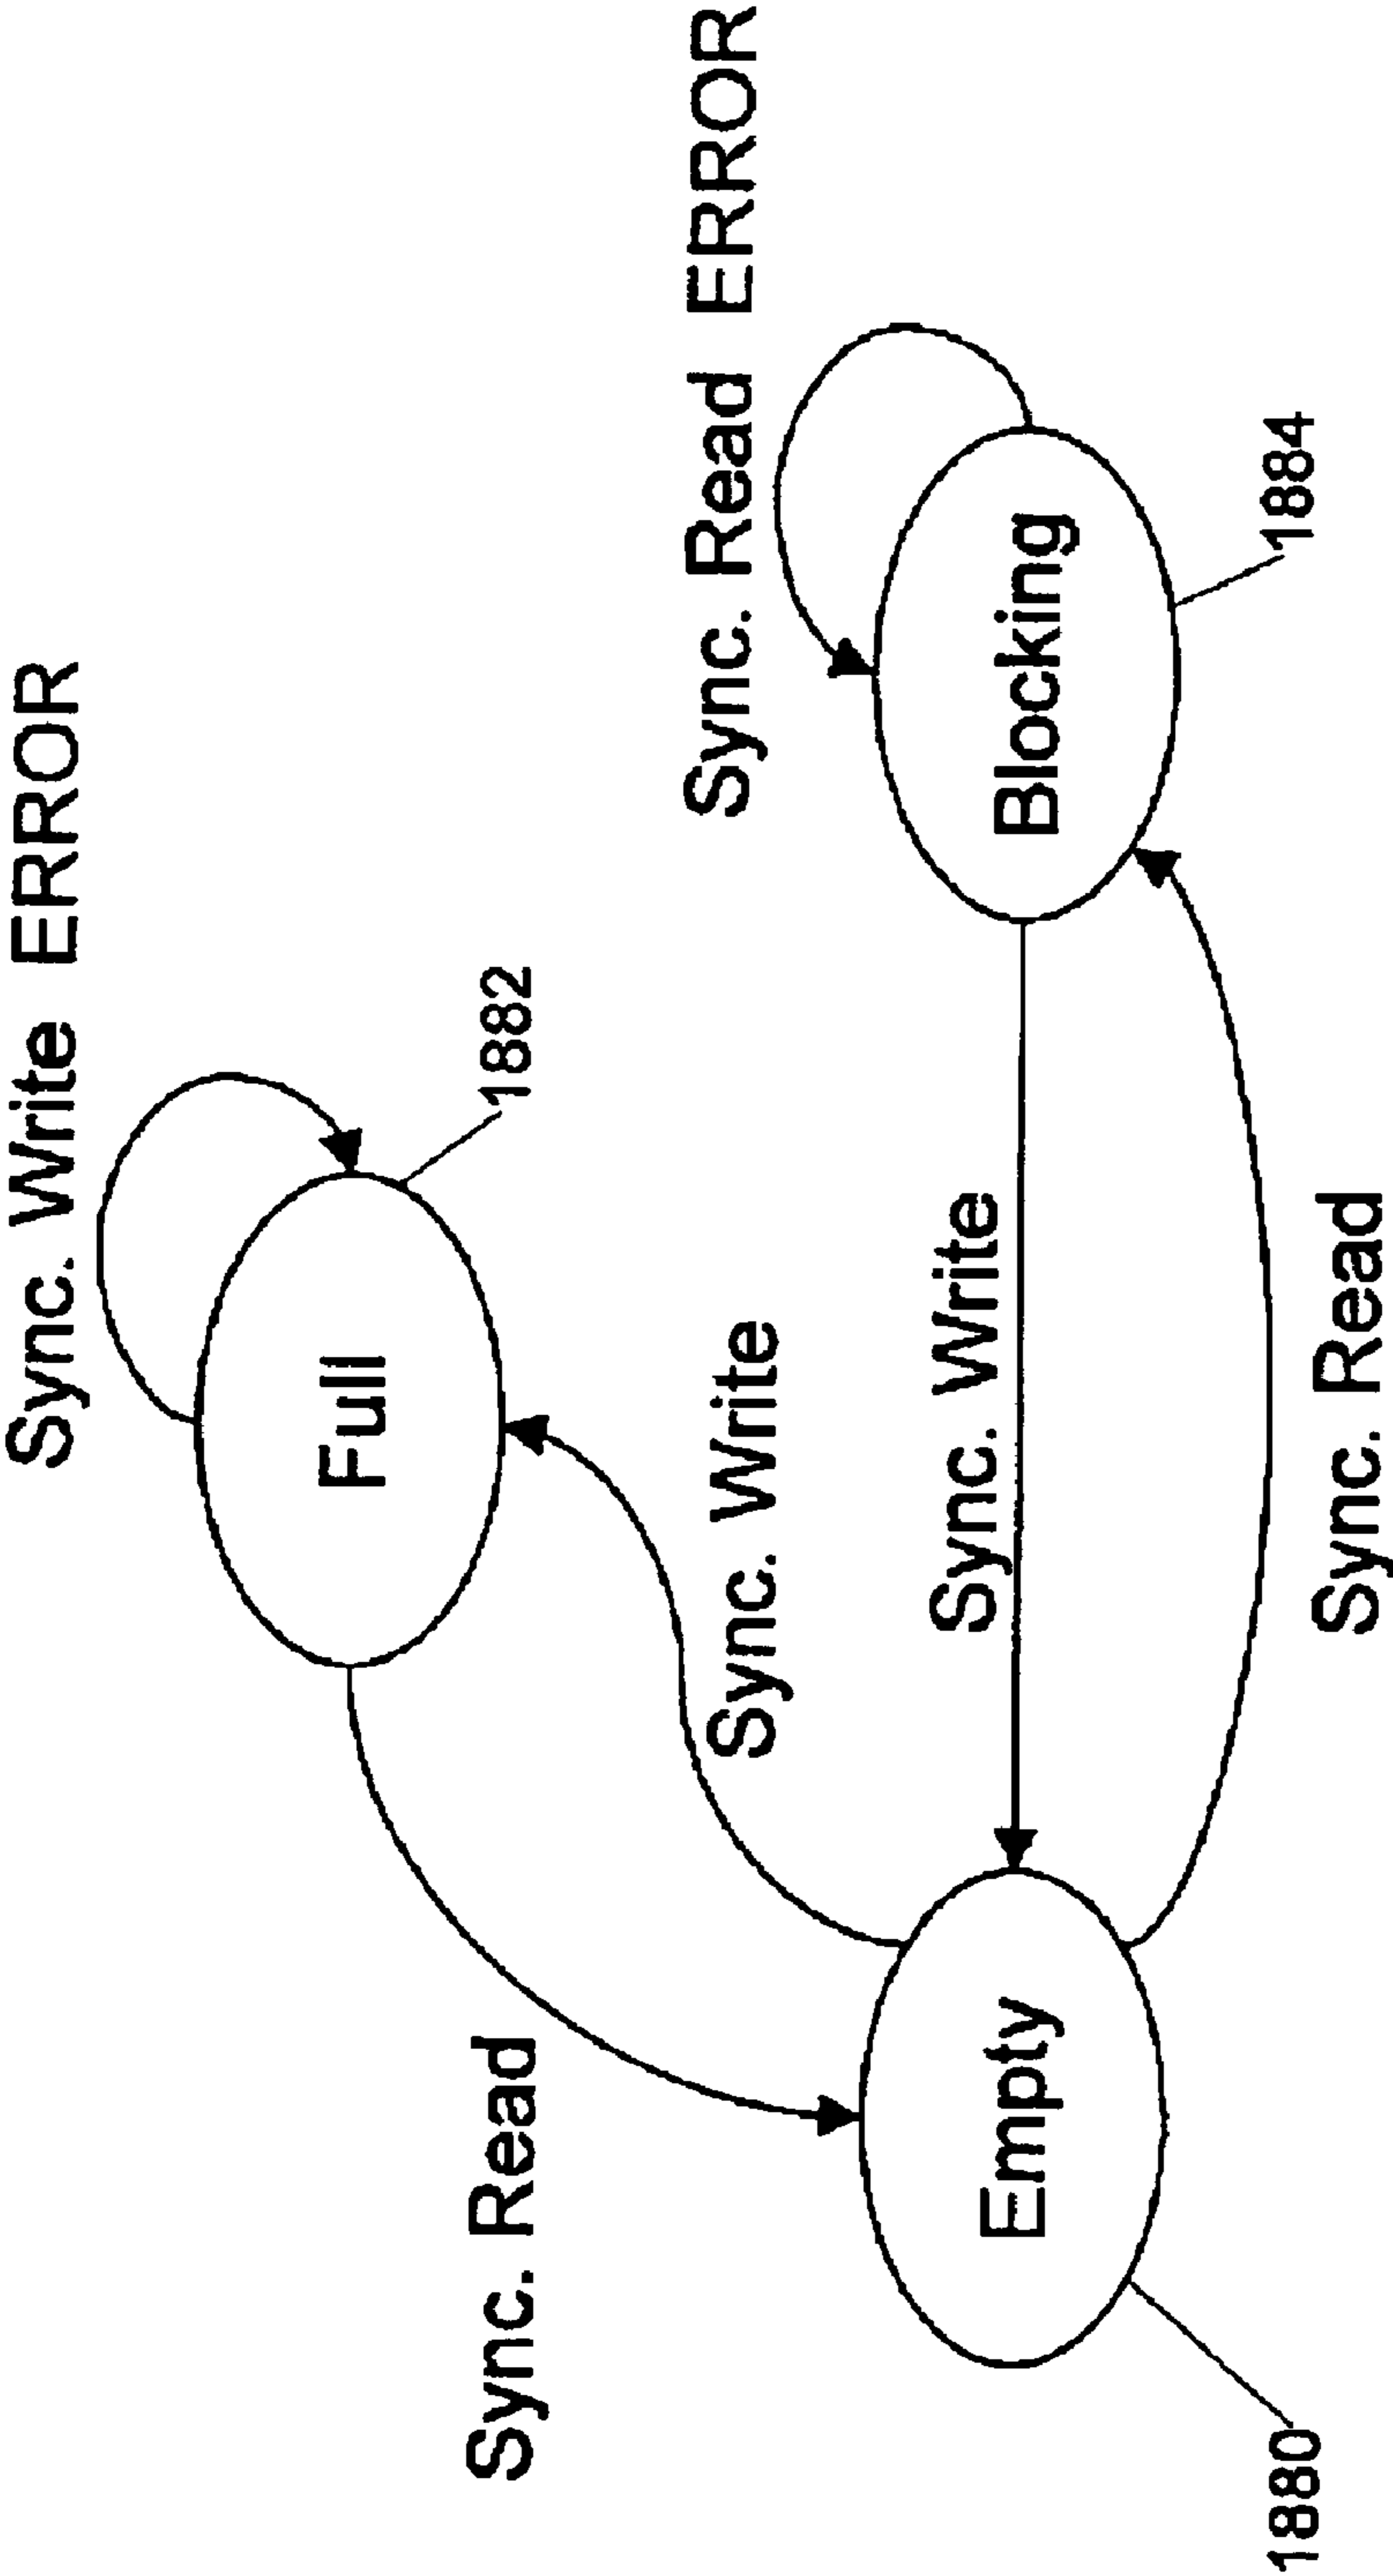 Sync. Write ERROR
Full
1882
Sync. Read
Sync. Write
Sync. Read ERROR
Sync. Write
Empty
Blocking
1880
1884
Sync. Read